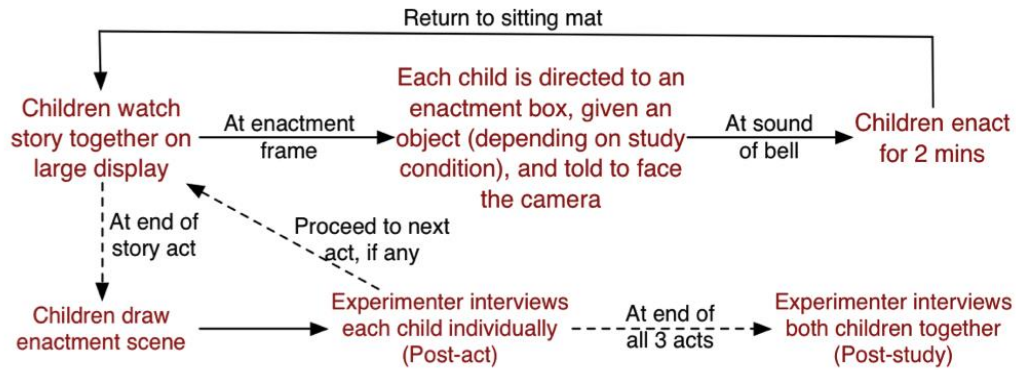 Return to sitting mat
Children watch
story together on
large display
At enactment
frame
Each child is directed to an
enactment box, given an
object (depending on study
condition), and told to face
the camera
At sound
of bell
Children enact
for 2 mins
At end of
story act
Proceed to next
act, if any
Children draw
enactment scene
Experimenter interviews
each child individually
(Post-act)
At end of
all 3 acts
Experimenter interviews
both children together
(Post-study)